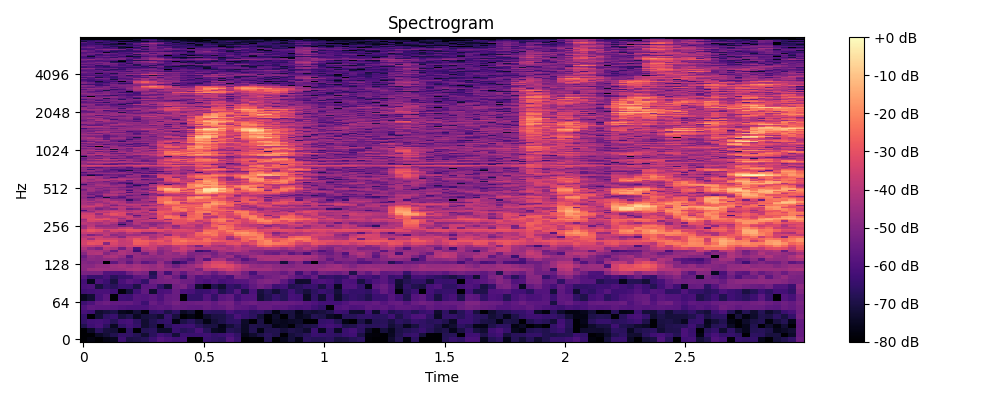 Spectrogram
Hz
4096
2048
1024
512
256
128
64
0
0
0.5
1
1.5
2
2.5
Time
+0 dB
-10 dB
-20 dB
-30 dB
-40 dB
-50 dB
-60 dB
-70 dB
-80 dB